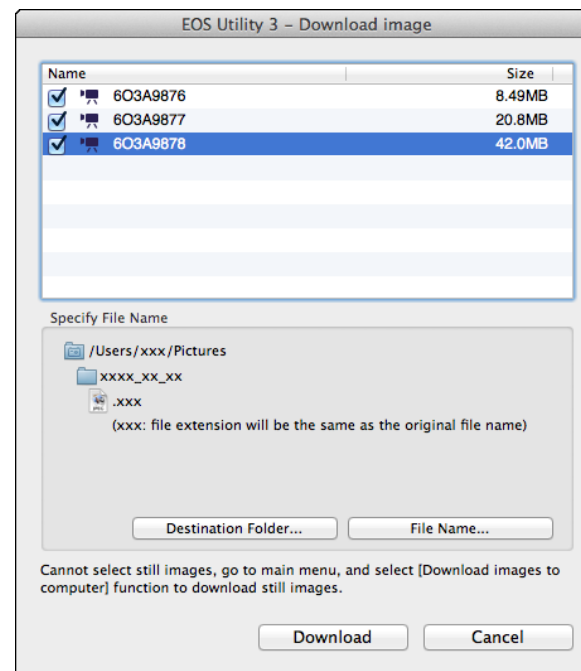 EOS Utility 3 – Download image
Name Size
6O3A9876 8.49MB
6O3A9877 20.8MB
6O3A9878 42.0MB
Specify File Name
/Users/xxx/Pictures
xxxx_xx_xx
.xxx
(xxx: file extension will be the same as the original file name)
Destination Folder... File Name...
Cannot select still images, go to main menu, and select [Download images to
computer] function to download still images.
Download Cancel